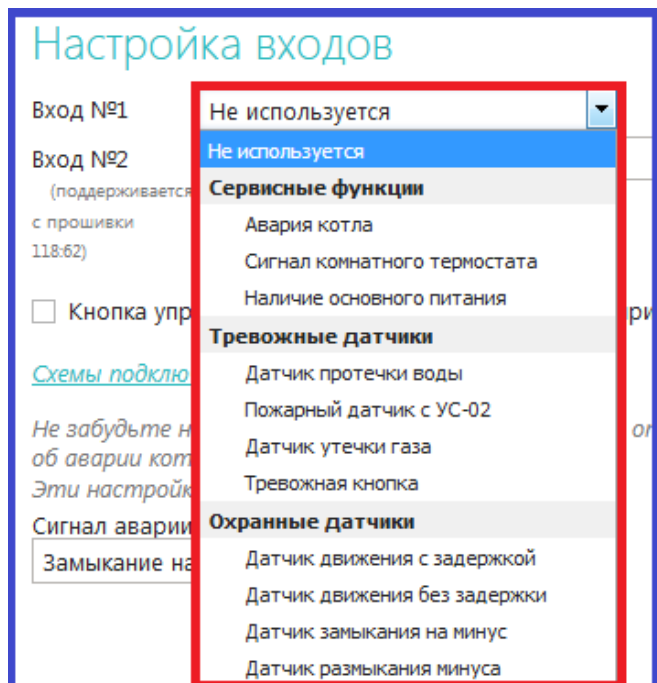 Настройка входов
Вход №1
Не используется
Вход №2
Не используется
(поддерживается
Сервисные функции
с прошивки
Авария котла
118:62)
Сигнал комнатного термостата
Наличие основного питания
Кнопка упр
Тревожные датчики
Схемы подклю
Датчик протечки воды
Пожарный датчик с УС-02
Не забудьте н
об аварии кот
Датчик утечки газа
Эти настройк
Тревожная кнопка
Сигнал аварии
Охранные датчики
Замыкание на
Датчик движения с задержкой
Датчик движения без задержки
Датчик замыкания на минус
Датчик размыкания минуса